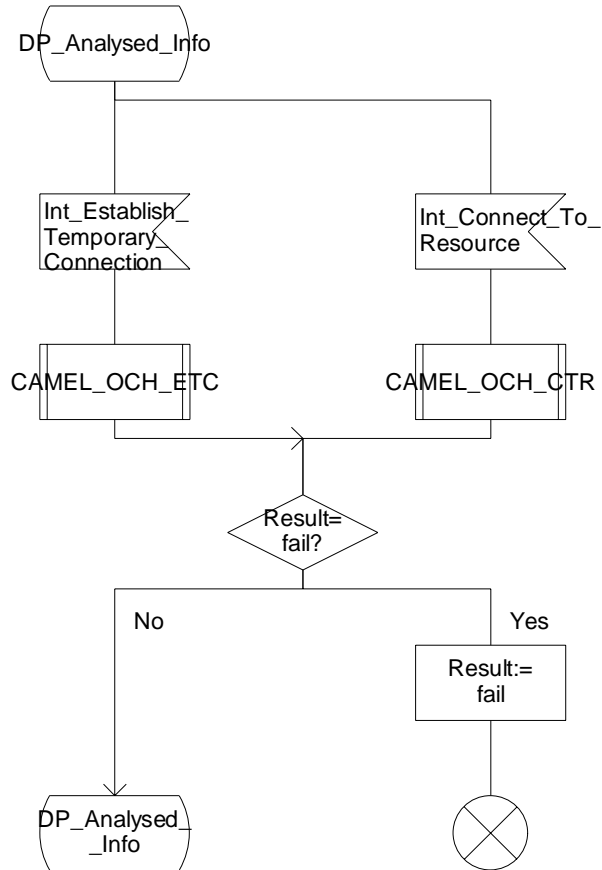 DP_Analysed_Info
Int_Establish_
Temporary_
Connection
Int_Connect_To_
Resource
CAMEL_OCH_ETC
CAMEL_OCH_CTR
Result=
fail?
No
Yes
Result:=
fail
DP_Analysed_
_Info